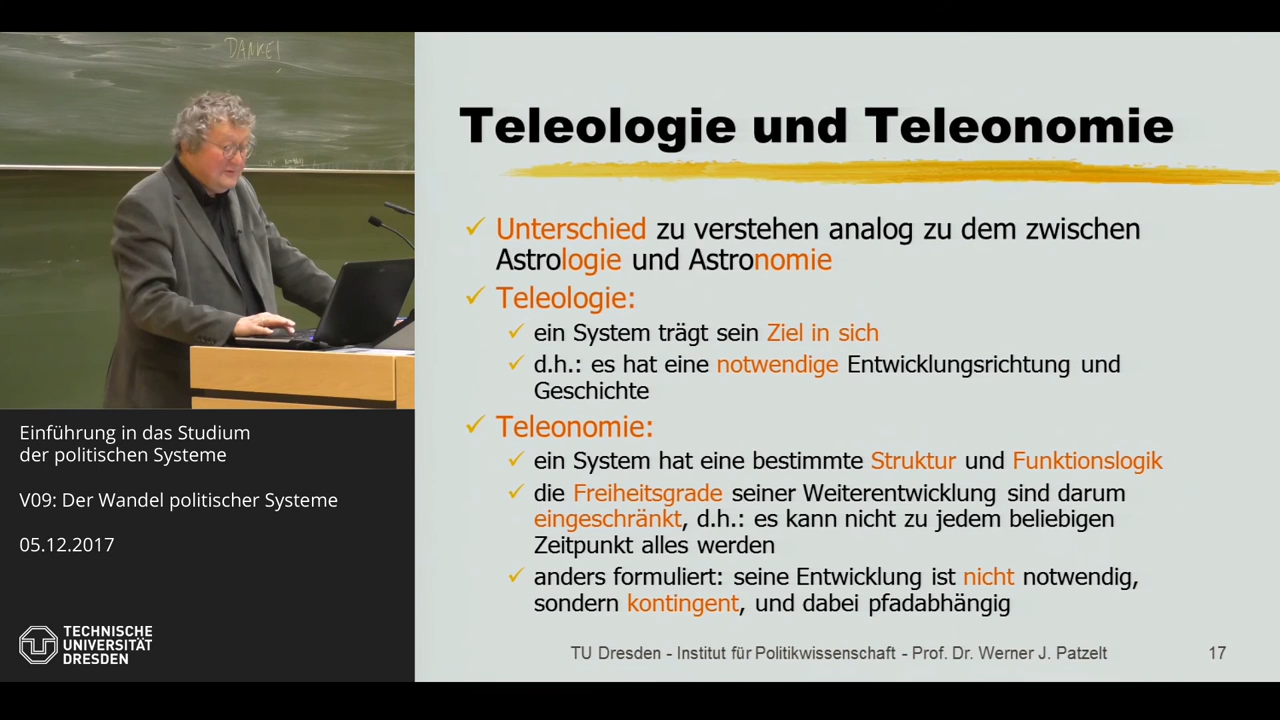 DANKE!
Einführung in das Studium
der politischen Systeme
V09: Der Wandel politischer Systeme
05.12.2017
TECHNISCHE
UNIVERSITÄT
DRESDEN
Teleologie und Teleonomie
Unterschied zu verstehen analog zu dem zwischen
Astrologie und Astronomie
Teleologie:
ein System trägt sein Ziel in sich
d.h.: es hat eine notwendige Entwicklungsrichtung und
Geschichte
Teleonomie:
ein System hat eine bestimmte Struktur und Funktionslogik
die Freiheitsgrade seiner Weiterentwicklung sind darum
eingeschränkt, d.h.: es kann nicht zu jedem beliebigen
Zeitpunkt alles werden
anders formuliert: seine Entwicklung ist nicht notwendig,
sondern kontingent, und dabei pfadabhängig
TU Dresden - Institut für Politikwissenschaft - Prof. Dr. Werner J. Patzelt
17